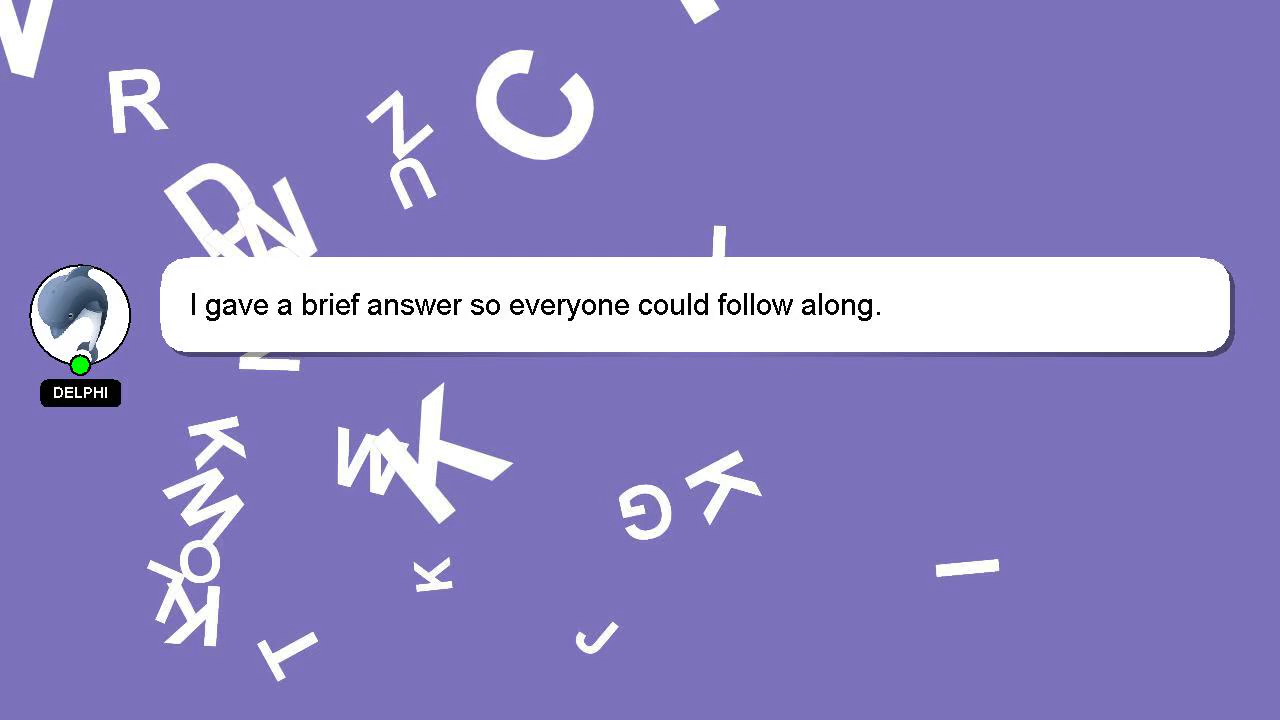 I gave a brief answer so everyone could follow along.
DELPHI
V
R
N
C
U
D
W
K
W
K
M
G
K
O
K
K
K
I
T
J